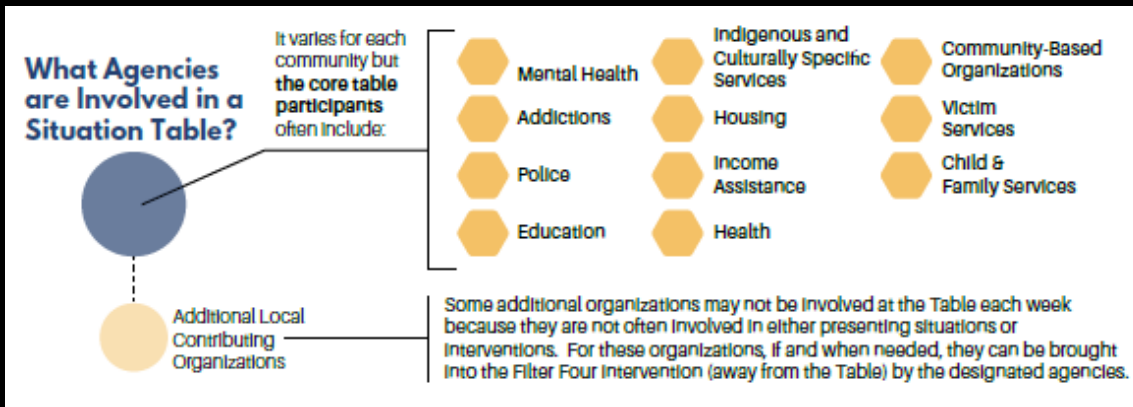 What Agencies
are Involved in a
Situation Table?
It varies for each
community but
the core table
participants
often include:
Mental Health
Addictions
Police
Education
Indigenous and
Culturally Specific
Services
Housing
Income
Assistance
Health
Community-Based
Organizations
Victim
Services
Child &
Family Services
Additional Local
Contributing
Organizations
Some additional organizations may not be involved at the Table each week
because they are not often involved in either presenting situations or
interventions. For these organizations, if and when needed, they can be brought
into the Filter Four Intervention (away from the Table) by the designated agencies.